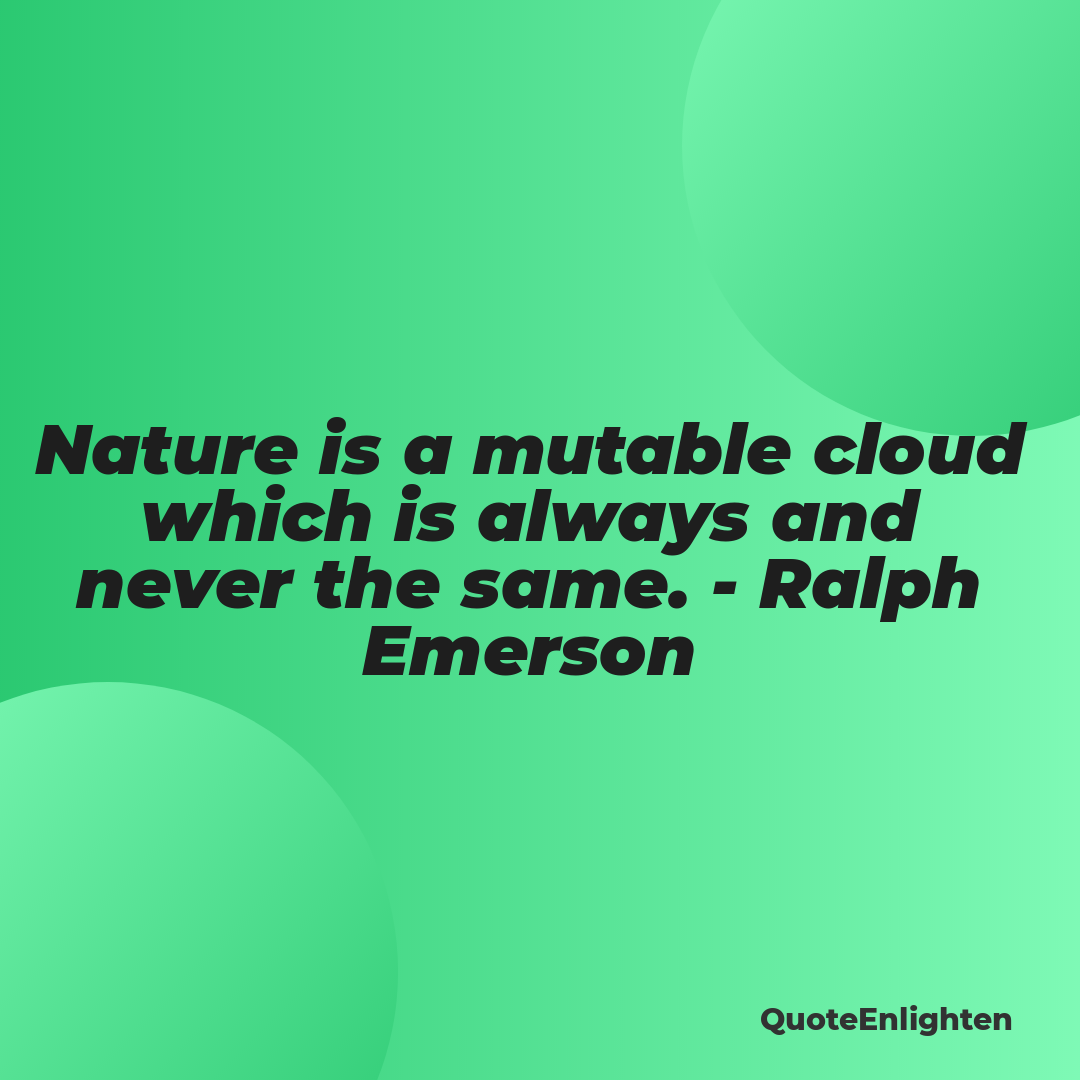 Nature is a mutable cloud
which is always and
never the same. - Ralph
Emerson
QuoteEnlighten